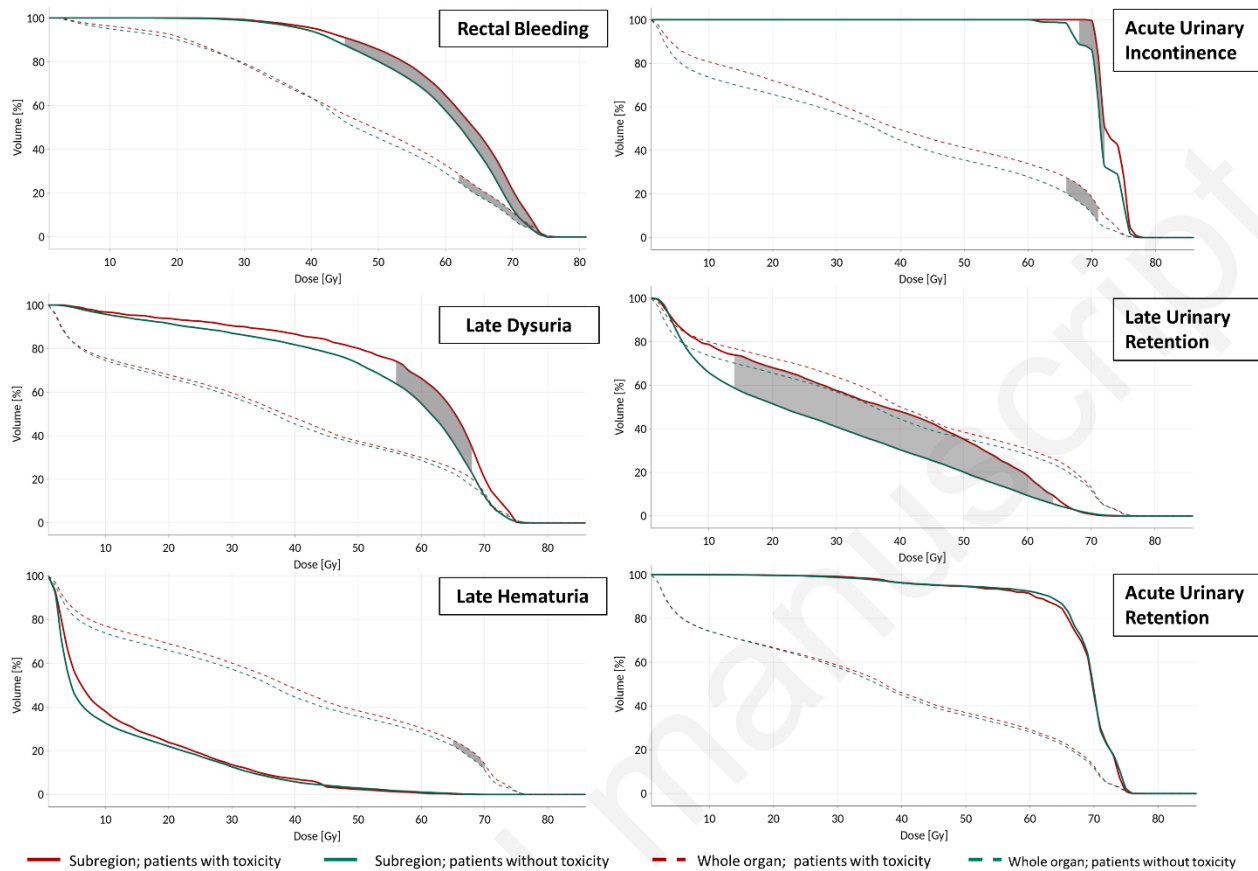 Rectal Bleeding
Volume [%]
100
80
60
40
20
0
10 20 30 40 50 60 70 80
Dose [Gy]
Acute Urinary
Incontinence
Volume [%]
100
80
60
40
20
0
10 20 30 40 50 60 70 80
Dose [Gy]
Late Dysuria
Volume [%]
100
80
60
40
20
0
10 20 30 40 50 60 70 80
Dose [Gy]
Late Urinary
Retention
Volume [%]
100
80
60
40
20
0
10 20 30 40 50 60 70 80
Dose [Gy]
Late Hematuria
Volume [%]
100
80
60
40
20
0
10 20 30 40 50 60 70 80
Dose [Gy]
Acute Urinary
Retention
Volume [%]
100
80
60
40
20
0
10 20 30 40 50 60 70 80
Dose [Gy]
Subregion; patients with toxicity
Subregion; patients without toxicity
Whole organ; patients with toxicity
Whole organ; patients without toxicity
manuscript